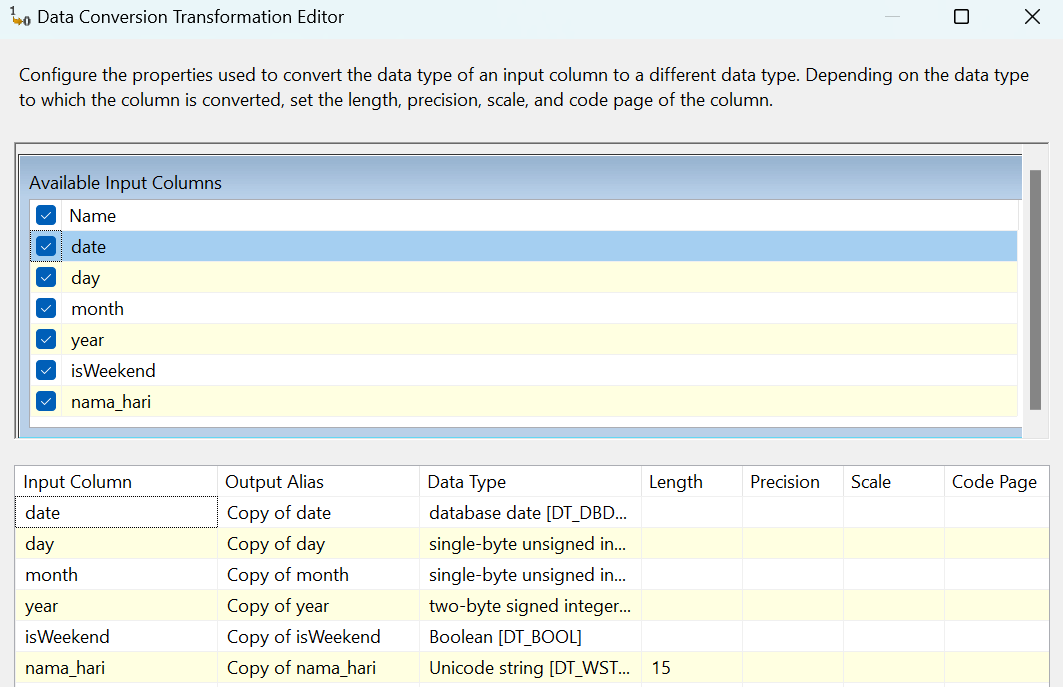 Data Conversion Transformation Editor
Configure the properties used to convert the data type of an input column to a different data type. Depending on the data type
to which the column is converted, set the length, precision, scale, and code page of the column.
Available Input Columns
Name
date
day
month
year
isWeekend
nama_hari
Input Column Output Alias Data Type Length Precision Scale Code Page
date Copy of date database date [DT_DBD...
day Copy of day single-byte unsigned in...
month Copy of month single-byte unsigned in...
year Copy of year two-byte signed integer...
isWeekend Copy of isWeekend Boolean [DT_BOOL]
nama_hari Copy of nama_hari Unicode string [DT_WST... 15